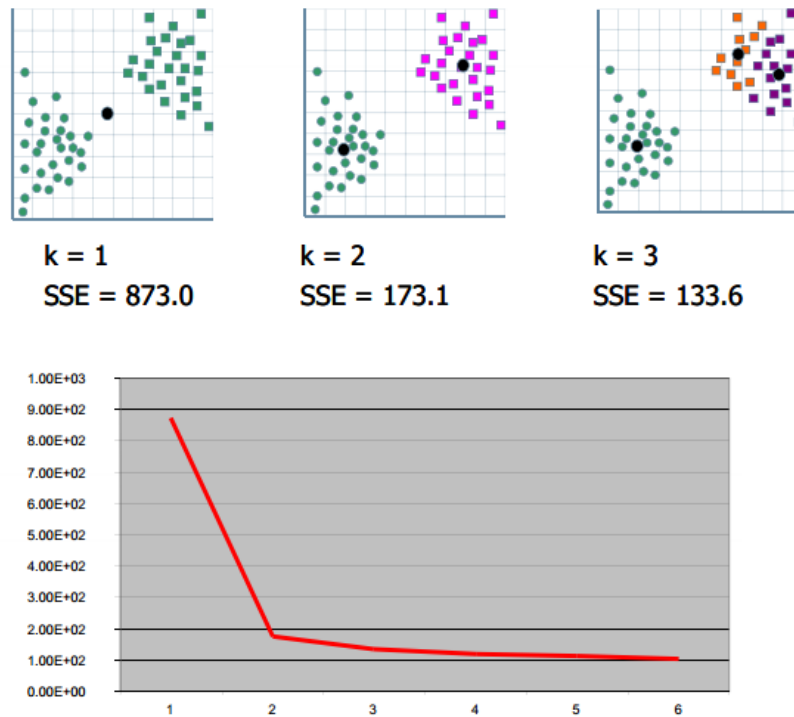 k = 1
SSE = 873.0
k = 2
SSE = 173.1
k = 3
SSE = 133.6
1.00E+03
9.00E+02
8.00E+02
7.00E+02
6.00E+02
5.00E+02
4.00E+02
3.00E+02
2.00E+02
1.00E+02
0.00E+00
1 2 3 4 5 6